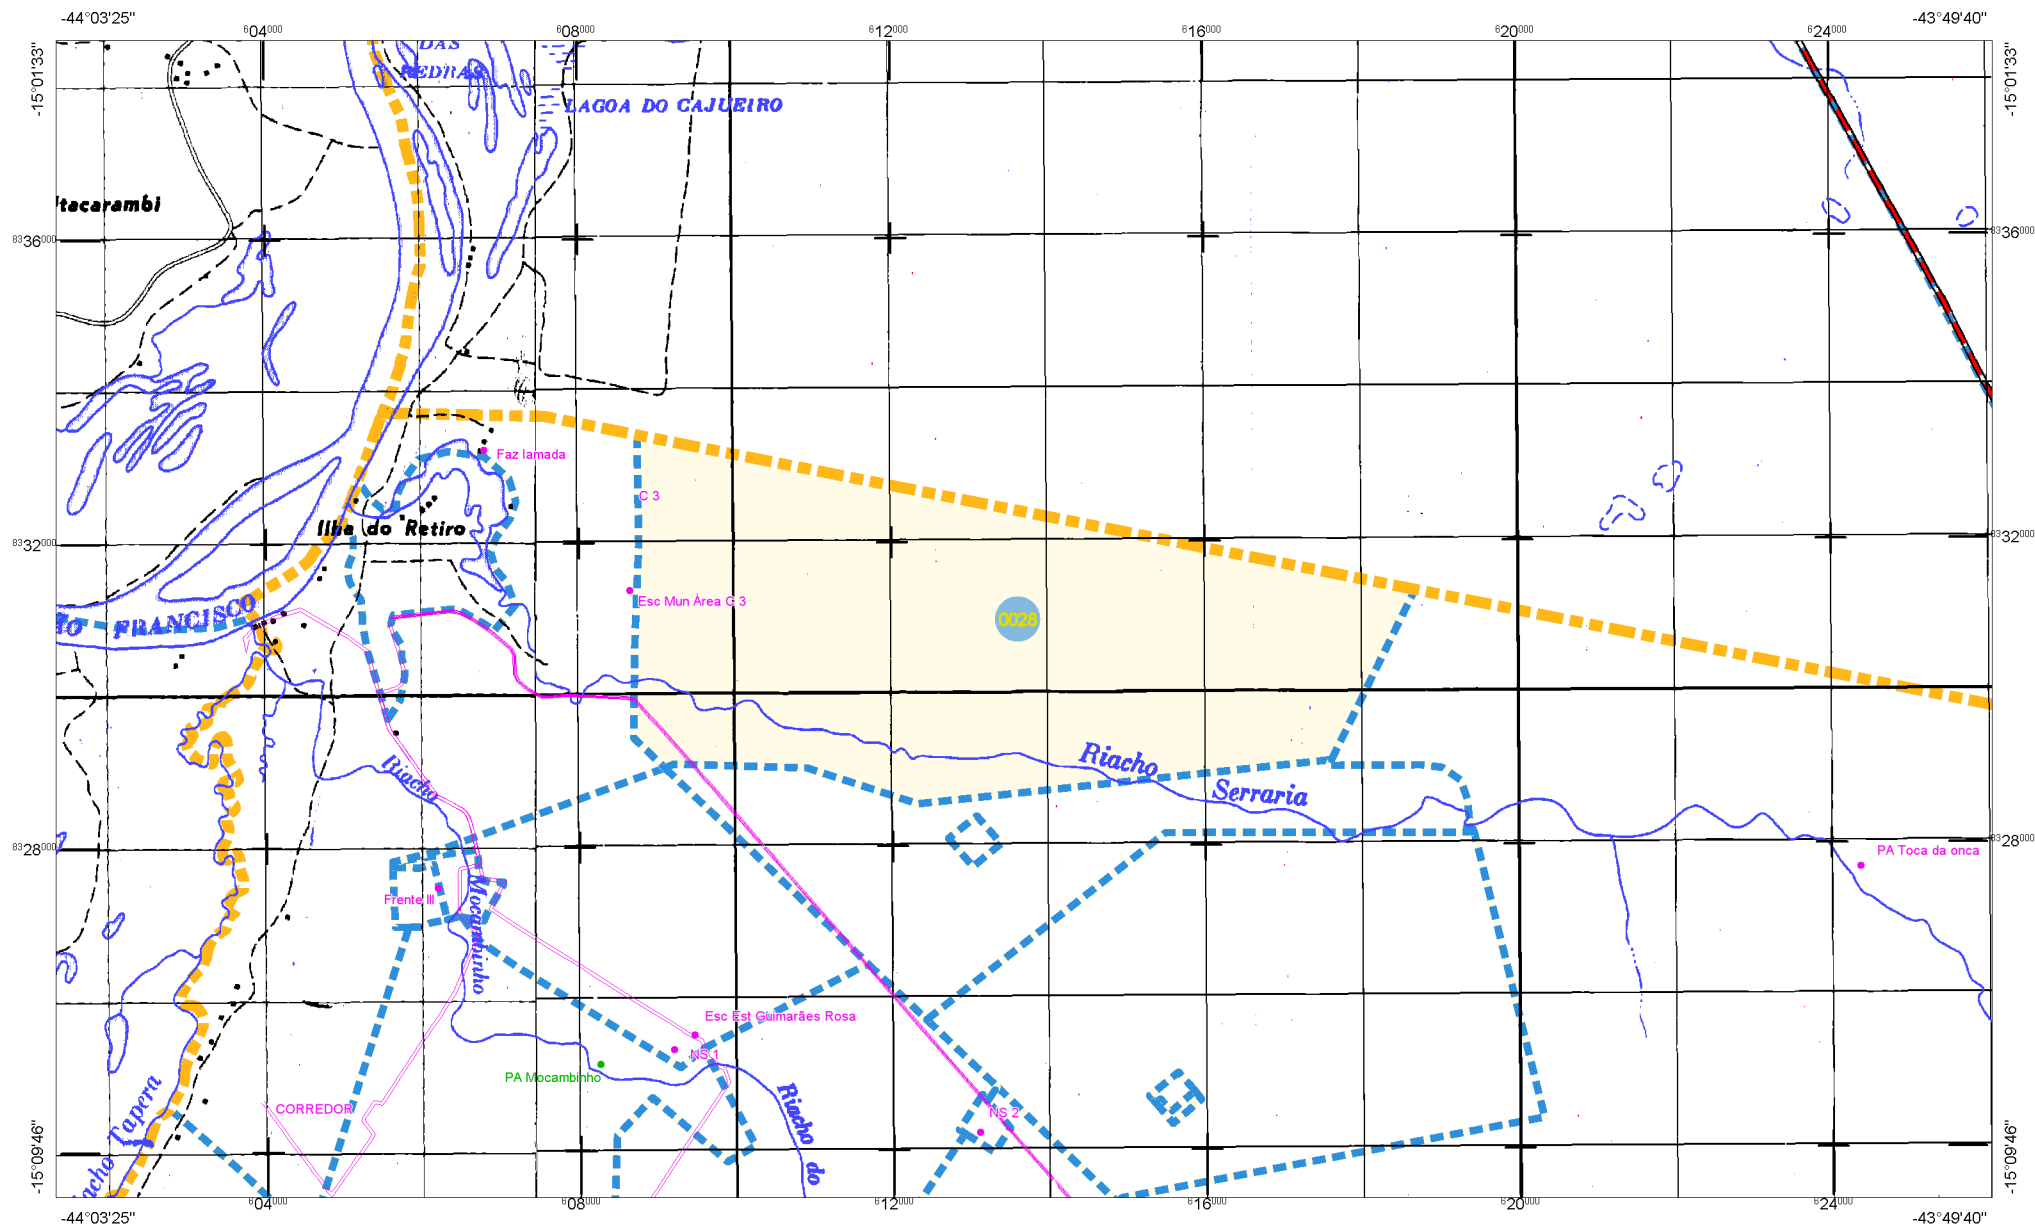 -44°03'25"
-43°49'40"
604000
608000
612000
616000
620000
624000
-15°01'33"
-15°01'33"
DAS
PEDRAS
LAGOA DO CAJUEIRO
Itacarambi
8336000
8336000
Faz lamada
C 3
Ilha do Retiro
8332000
8332000
Esc Mun Área C 3
0028
FRANCISCO
Riacho
Riacho
Serraria
8328000
8328000
PA Toca da onca
Frente III
Mocambinho
Esc Est Guimarães Rosa
NS 1
PA Mocambinho
CORREDOR
NS 2
Riacho do
Tapera
acho
-15°09'46"
-15°09'46"
604000
608000
612000
616000
620000
624000
-44°03'25"
-43°49'40"